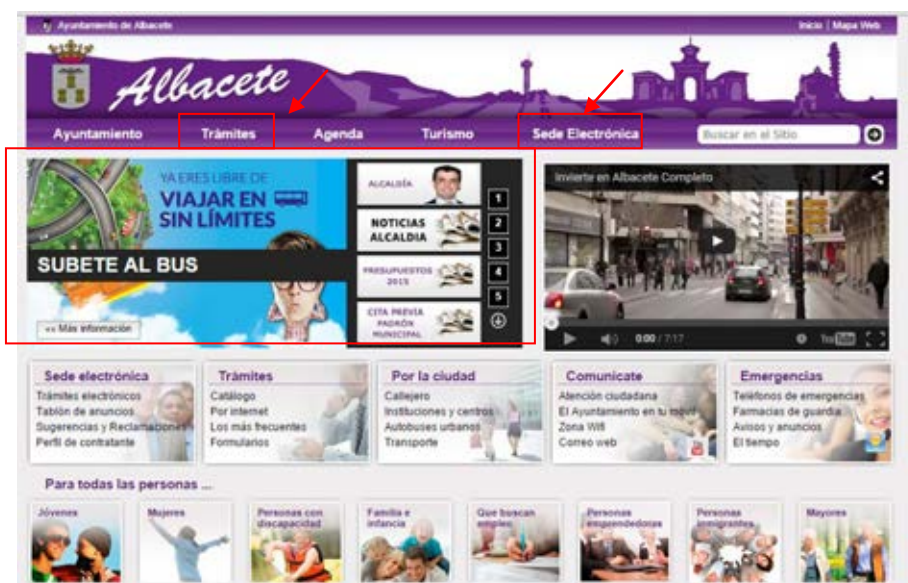 Ayuntamiento de Albacete
Inicio | Mapa Web
Albacete
Ayuntamiento Trámites Agenda Turismo Sede Electrónica Buscar en el Sitio
YA ERES LIBRE DE
VIAJAR EN
SIN LÍMITES
SUBETE AL BUS
«« Más información
ALCALDÍA
NOTICIAS
ALCALDIA
PRESUPUESTOS
2015
CITA PREVIA
PADRÓN
MUNICIPAL
1
2
3
4
5
Invierte en Albacete Completo
0:00 / 7:17
YouTube
Sede electrónica
Trámites electrónicos
Tablón de anuncios
Sugerencias y Reclamaciones
Perfil de contratante
Trámites
Catálogo
Por internet
Los más frecuentes
Formularios
Por la ciudad
Callejero
Instituciones y centros
Autobuses urbanos
Transporte
Comunícate
Atención ciudadana
El Ayuntamiento en tu móvil
Zona Wifi
Correo web
Emergencias
Teléfonos de emergencias
Farmacias de guardia
Avisos y anuncios
El tiempo
Para todas las personas ...
Jóvenes
Mujeres
Personas con
discapacidad
Familia e
infancia
Que buscan
empleo
Personas
emprendedoras
Personas
inmigrantes
Mayores